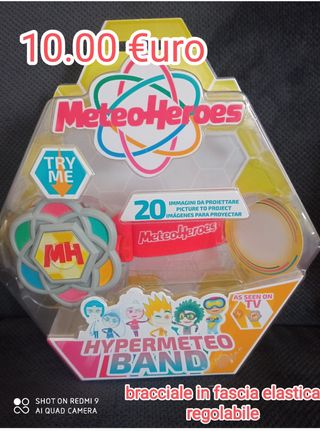 10.00 €uro
MeteoHeroes
TRY
ME
20
IMMAGINI DA PROIETTARE
PICTURE TO PROJECT
IMÁGENES PARA PROYECTAR
MeteoHeroes
MH
AS SEEN ON
TV
HYPERMETEO
BAND
bracciale in fascia elastica
regolabile
SHOT ON REDMI 9
AI QUAD CAMERA